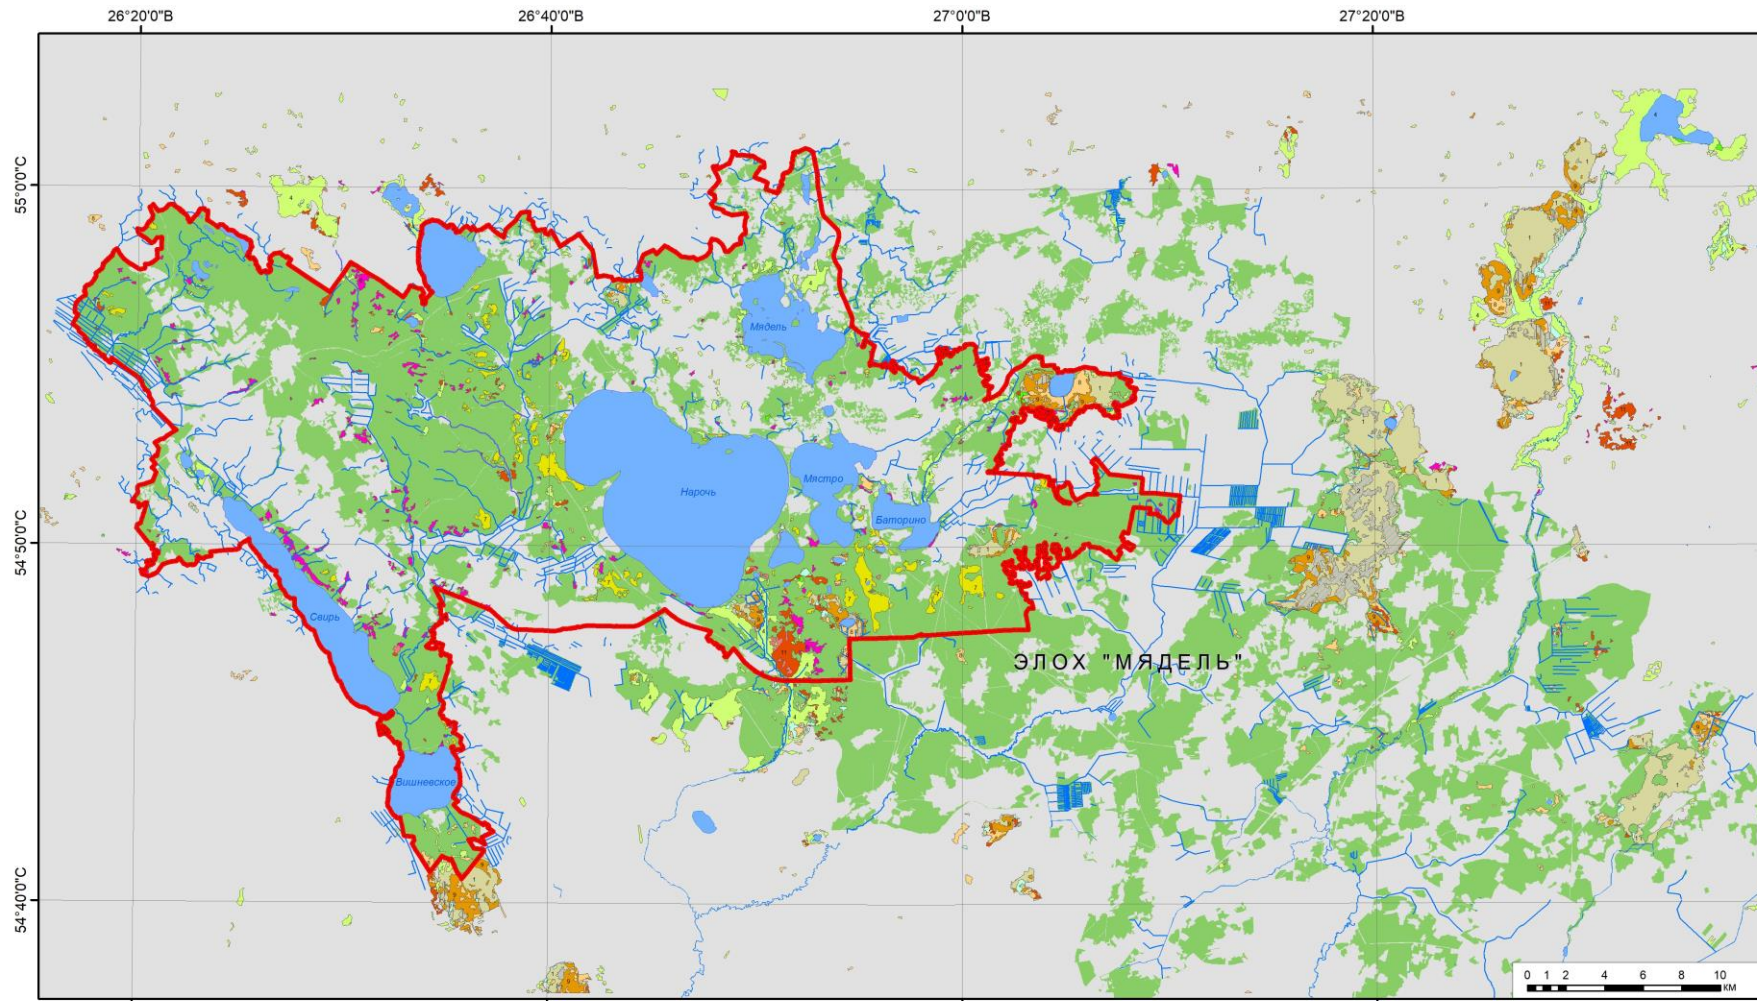 26°20'0"В
26°40'0"В
27°0'0"В
27°20'0"В
55°0'0"С
54°50'0"С
54°40'0"С
Мядель
Нарочь
Мястро
Баторино
Свирь
Вишневское
ЭЛОХ "МЯДЕЛЬ"
0 1 2 4 6 8 10
КМ